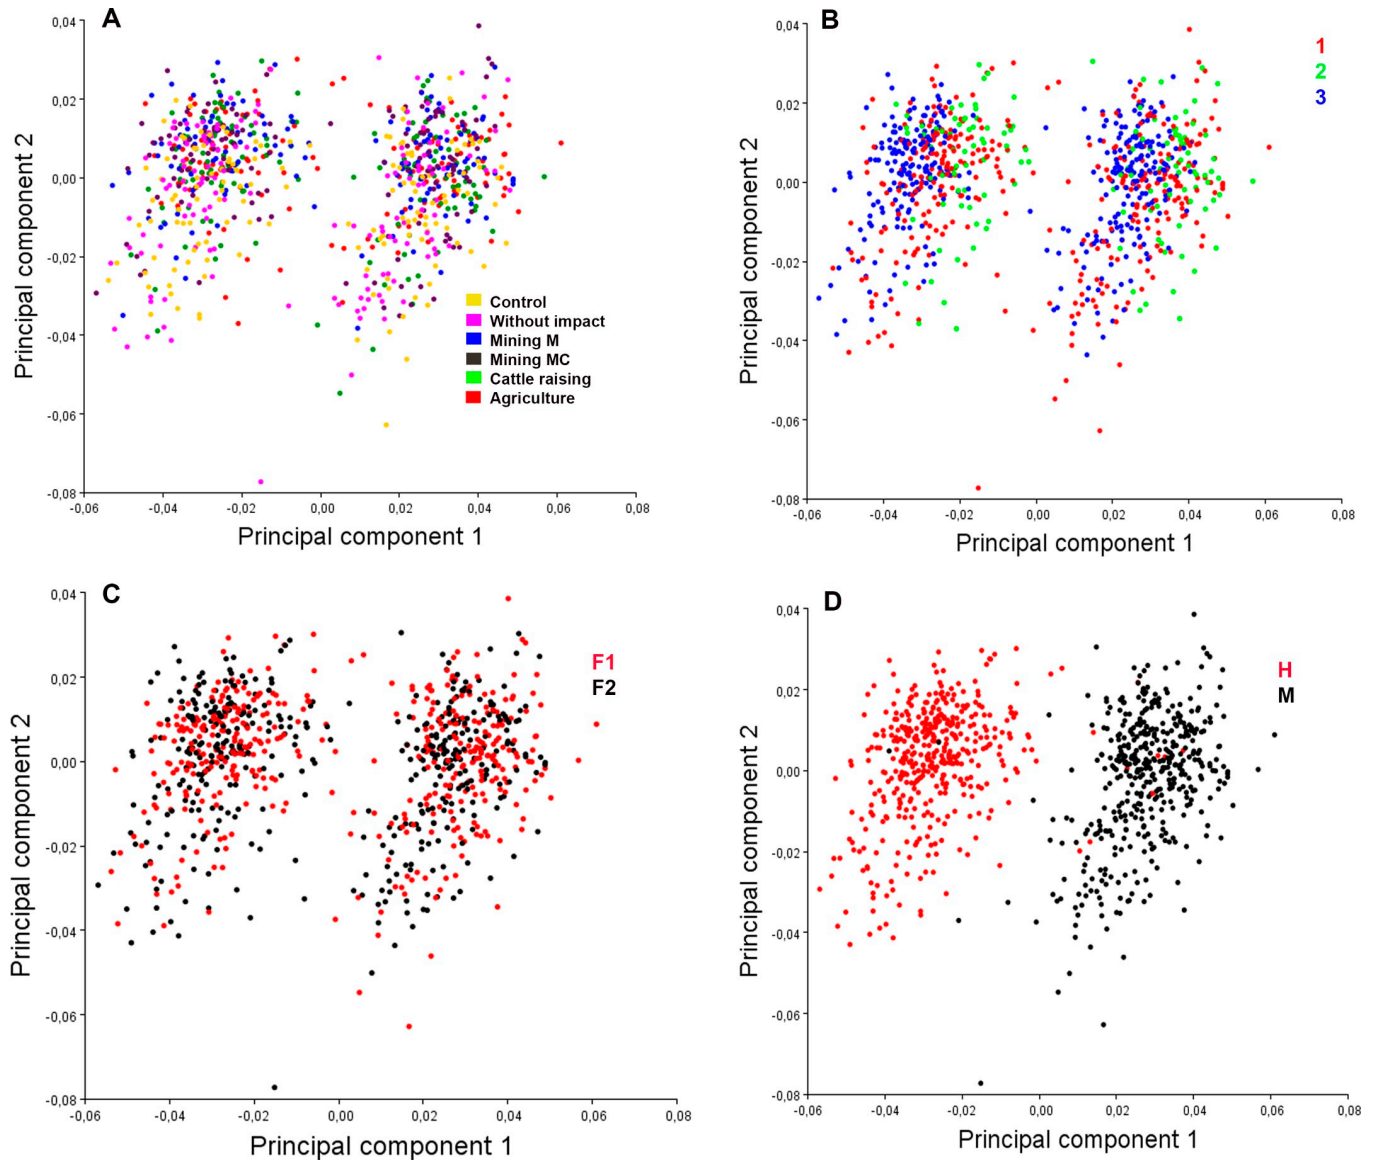 A
0,04
0,02
0,00
-0,02
-0,04
-0,06
-0,08
Principal component 2
-0,06 -0,04 -0,02 0,00 0,02 0,04 0,06 0,08
Principal component 1
Control
Without impact
Mining M
Mining MC
Cattle raising
Agriculture
B
0,04
0,02
0,00
-0,02
-0,04
-0,06
-0,08
Principal component 2
-0,06 -0,04 -0,02 0,00 0,02 0,04 0,06 0,08
Principal component 1
1
2
3
C
0,04
0,02
0,00
-0,02
-0,04
-0,06
-0,08
Principal component 2
-0,06 -0,04 -0,02 0,00 0,02 0,04 0,06 0,08
Principal component 1
F1
F2
D
0,04
0,02
0,00
-0,02
-0,04
-0,06
-0,08
Principal component 2
-0,06 -0,04 -0,02 0,00 0,02 0,04 0,06 0,08
Principal component 1
H
M